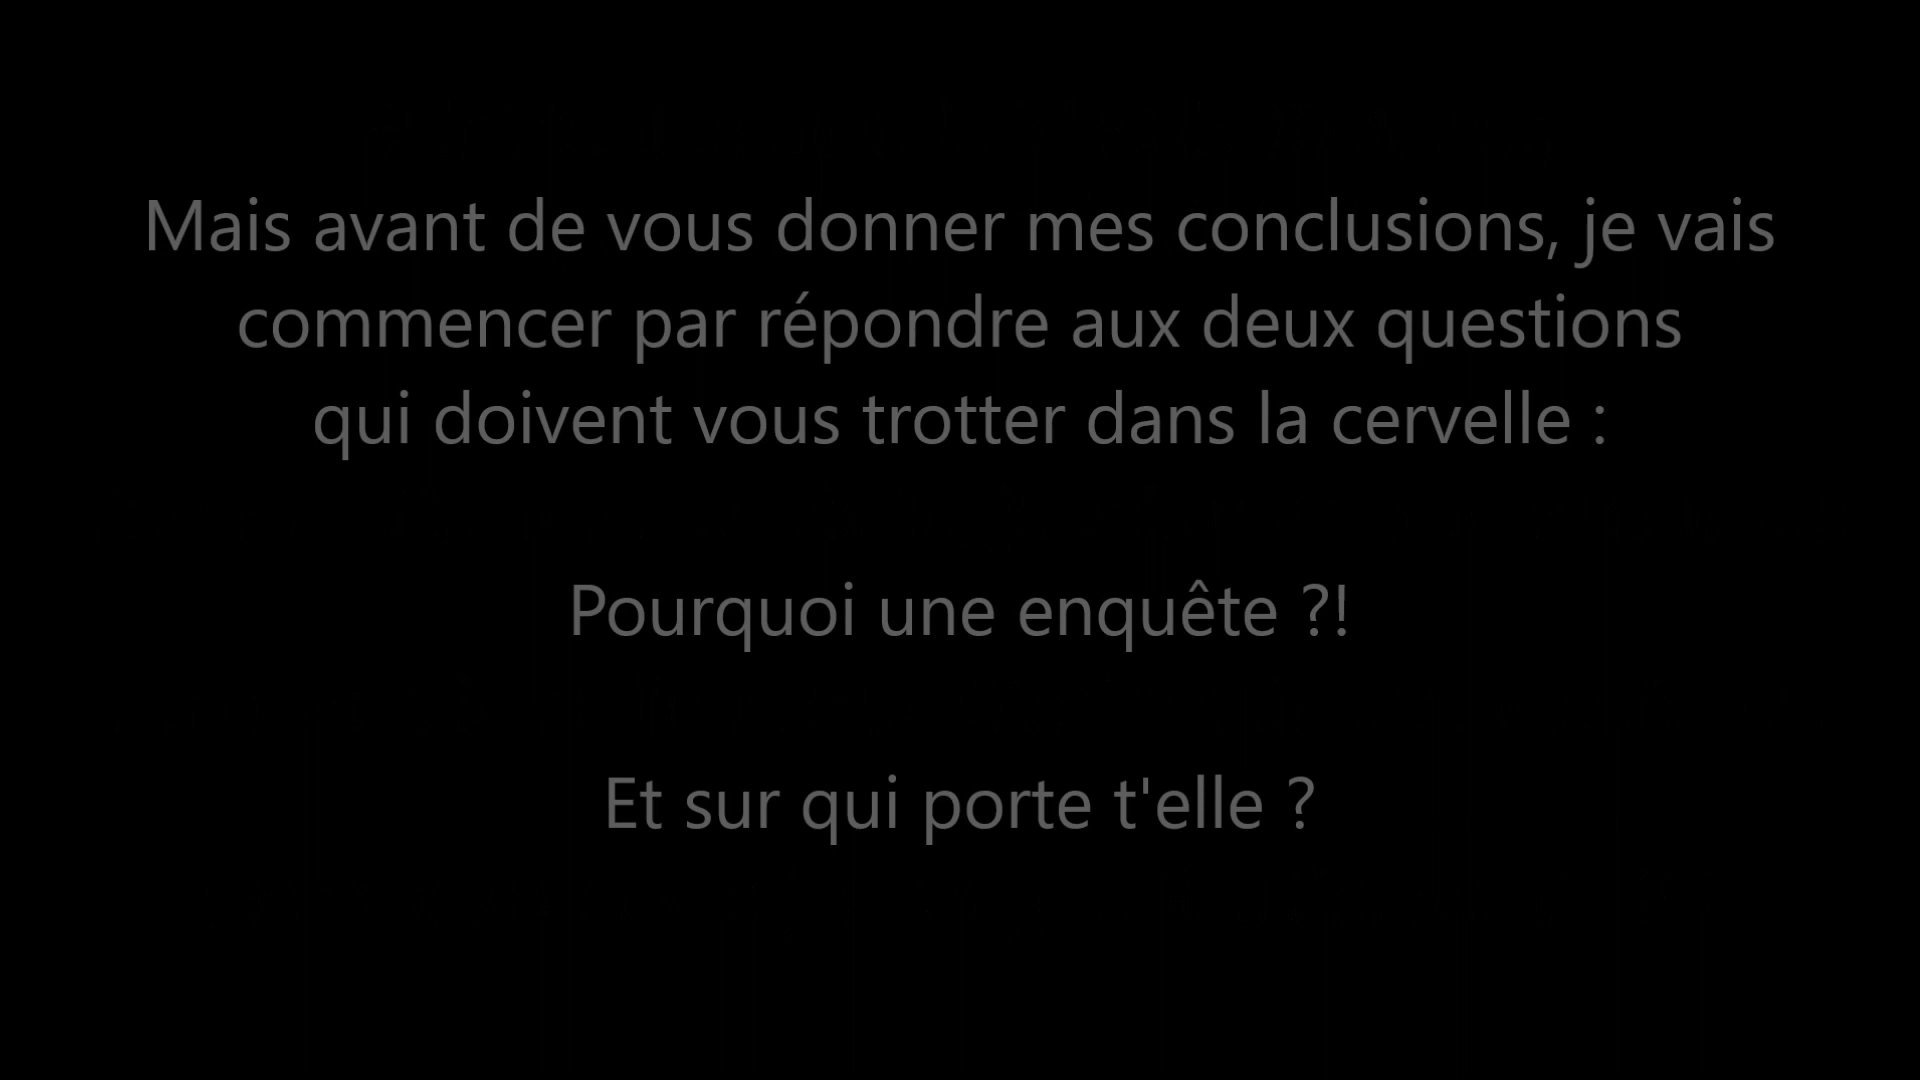 Mais avant de vous donner mes conclusions, je vais
commencer par répondre aux deux questions
qui doivent vous trotter dans la cervelle :
Pourquoi une enquête ?!
Et sur qui porte t'elle ?